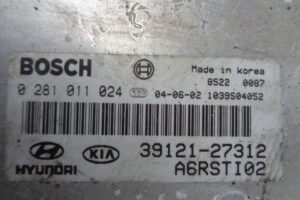 BOSCH
Made in korea
8522 0087
0 281 011 024 533 04-06-02 1039S04052
KIA 39121-27312
HYUNDAI A6RSTI02